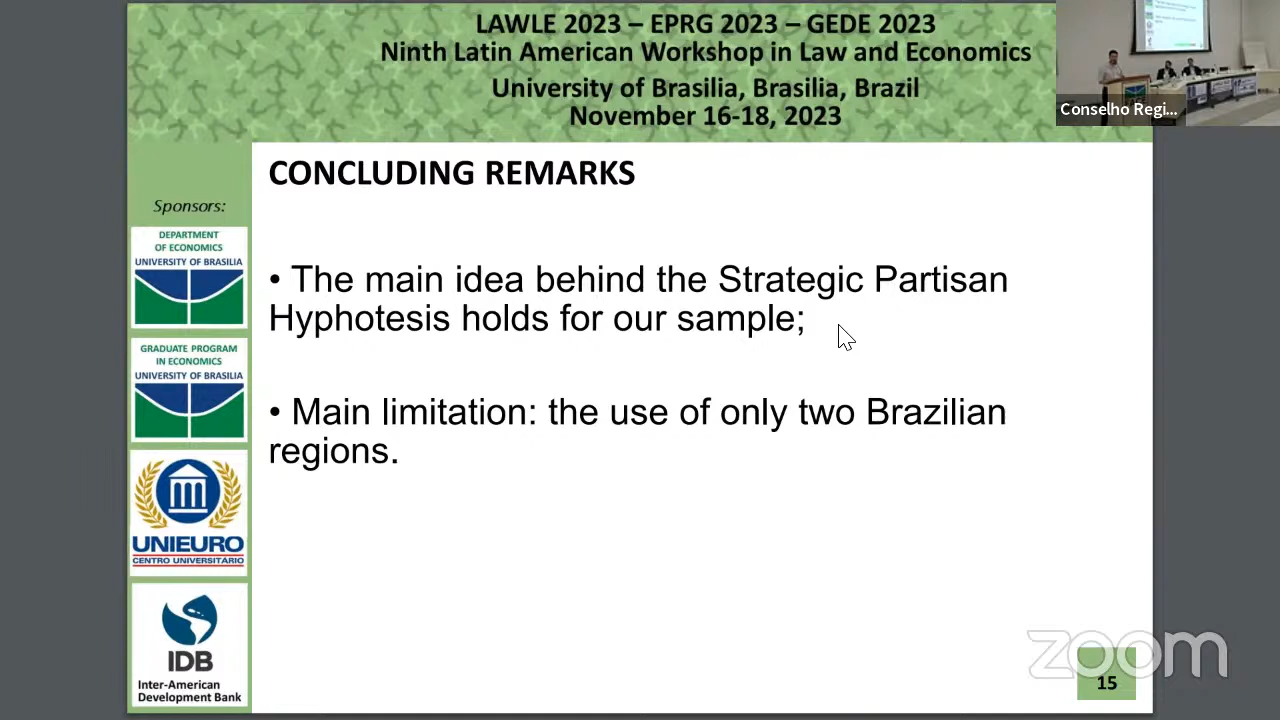 LAWLE 2023 – EPRG 2023 – GEDE 2023
Ninth Latin American Workshop in Law and Economics
University of Brasilia, Brasilia, Brazil
November 16-18, 2023
Conselho Regi...
CONCLUDING REMARKS
Sponsors:
DEPARTMENT
OF ECONOMICS
UNIVERSITY OF BRASILIA
• The main idea behind the Strategic Partisan
Hyphotesis holds for our sample;
GRADUATE PROGRAM
IN ECONOMICS
UNIVERSITY OF BRASILIA
• Main limitation: the use of only two Brazilian
regions.
UNIEURO
CENTRO UNIVERSITÁRIO
IDB
Inter-American
Development Bank
zoom
15